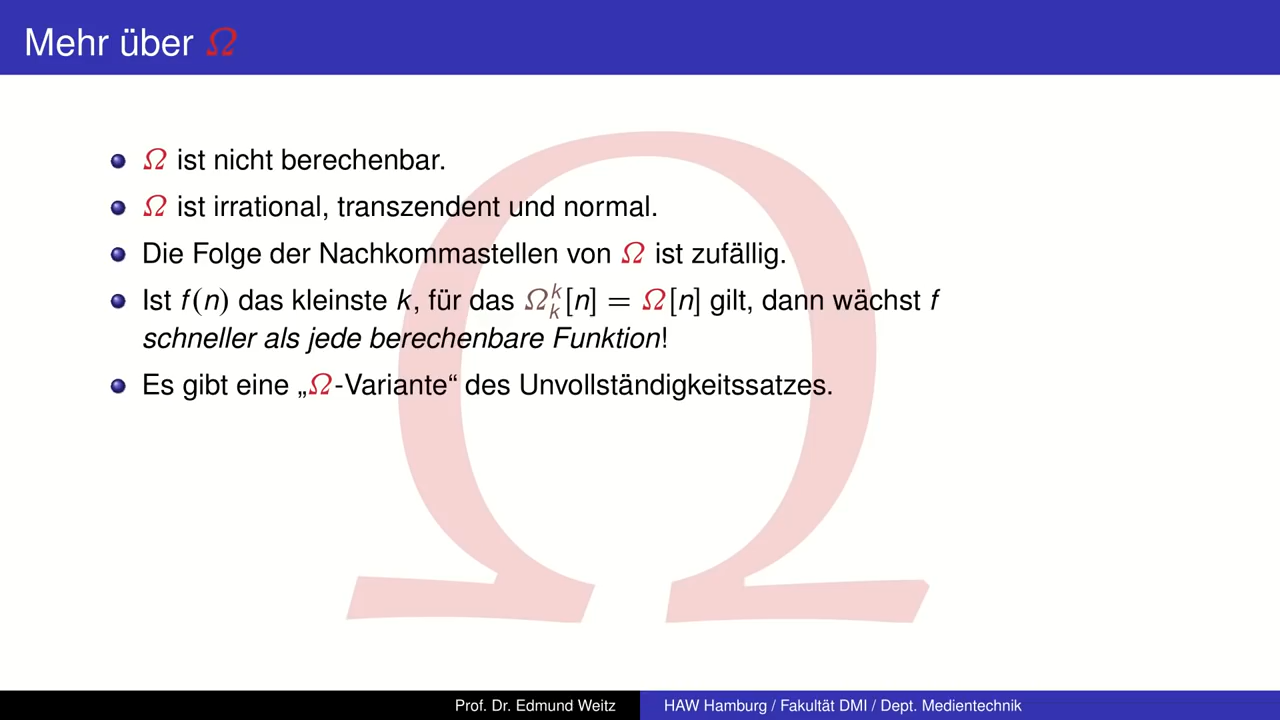 Mehr über Ω
Ω ist nicht berechenbar.
Ω ist irrational, transzendent und normal.
Die Folge der Nachkommastellen von Ω ist zufällig.
Ist f(n) das kleinste k, für das Ω_k^k[n] = Ω[n] gilt, dann wächst f
schneller als jede berechenbare Funktion!
Es gibt eine „Ω-Variante“ des Unvollständigkeitssatzes.
Ω
Prof. Dr. Edmund Weitz
HAW Hamburg / Fakultät DMI / Dept. Medientechnik